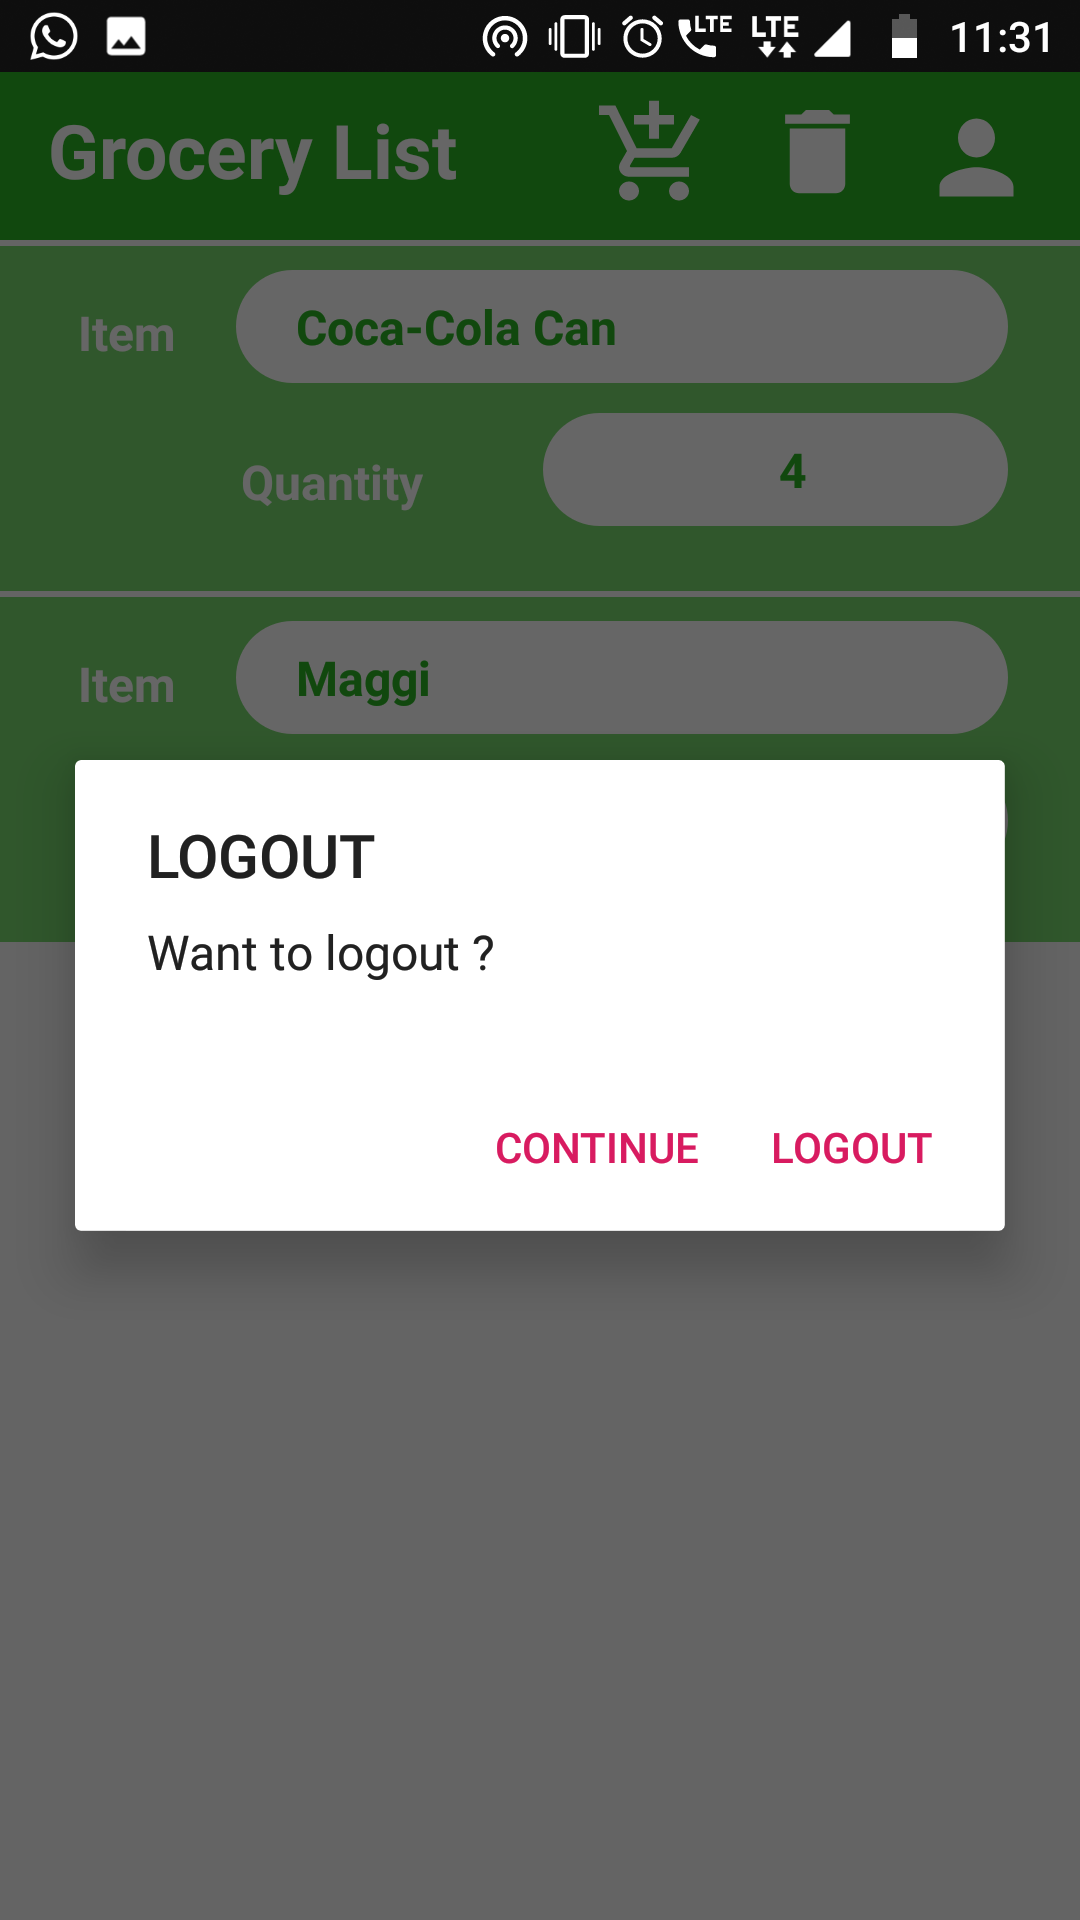 LTE LTE 11:31
Grocery List
Item Coca-Cola Can
Quantity 4
Item Maggi
LOGOUT
Want to logout ?
CONTINUE LOGOUT